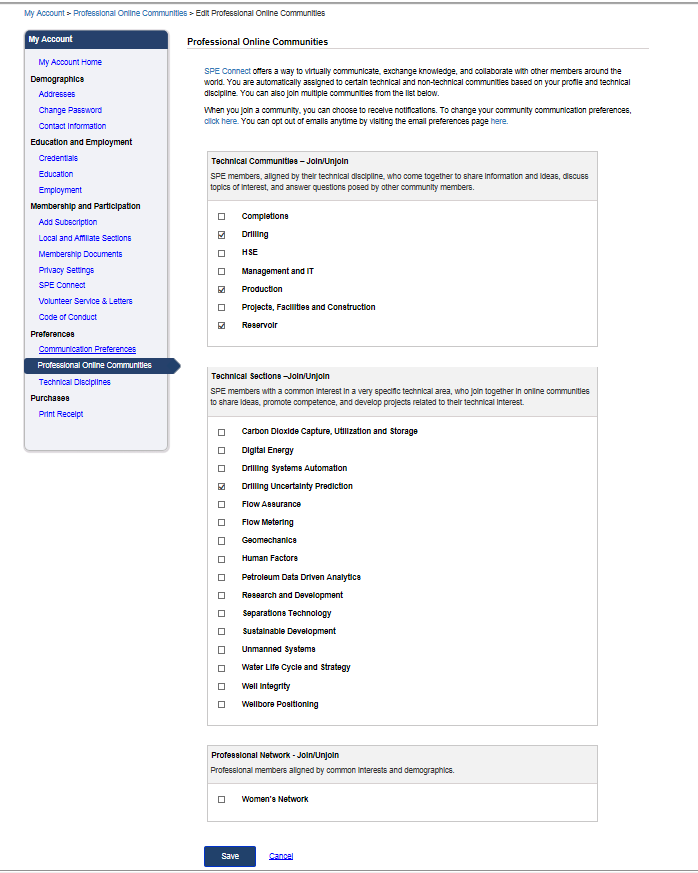 My Account > Professional Online Communities > Edit Professional Online Communities
My Account
My Account Home
Demographics
Addresses
Change Password
Contact Information
Education and Employment
Credentials
Education
Employment
Membership and Participation
Add Subscription
Local and Affiliate Sections
Membership Documents
Privacy Settings
SPE Connect
Volunteer Service & Letters
Code of Conduct
Preferences
Communication Preferences
Professional Online Communities
Technical Disciplines
Purchases
Print Receipt
Professional Online Communities
SPE Connect offers a way to virtually communicate, exchange knowledge, and collaborate with other members around the
world. You are automatically assigned to certain technical and non-technical communities based on your profile and technical
discipline. You can also join multiple communities from the list below.
When you join a community, you can choose to receive notifications. To change your community communication preferences,
click here. You can opt out of emails anytime by visiting the email preferences page here.
Technical Communities – Join/Unjoin
SPE members, aligned by their technical discipline, who come together to share information and ideas, discuss
topics of interest, and answer questions posed by other community members.
Completions
Drilling
HSE
Management and IT
Production
Projects, Facilities and Construction
Reservoir
Technical Sections –Join/Unjoin
SPE members with a common interest in a very specific technical area, who join together in online communities
to share ideas, promote competence, and develop projects related to their technical interest.
Carbon Dioxide Capture, Utilization and Storage
Digital Energy
Drilling Systems Automation
Drilling Uncertainty Prediction
Flow Assurance
Flow Metering
Geomechanics
Human Factors
Petroleum Data Driven Analytics
Research and Development
Separations Technology
Sustainable Development
Unmanned Systems
Water Life Cycle and Strategy
Well Integrity
Wellbore Positioning
Professional Network - Join/Unjoin
Professional members aligned by common interests and demographics.
Women's Network
Save
Cancel